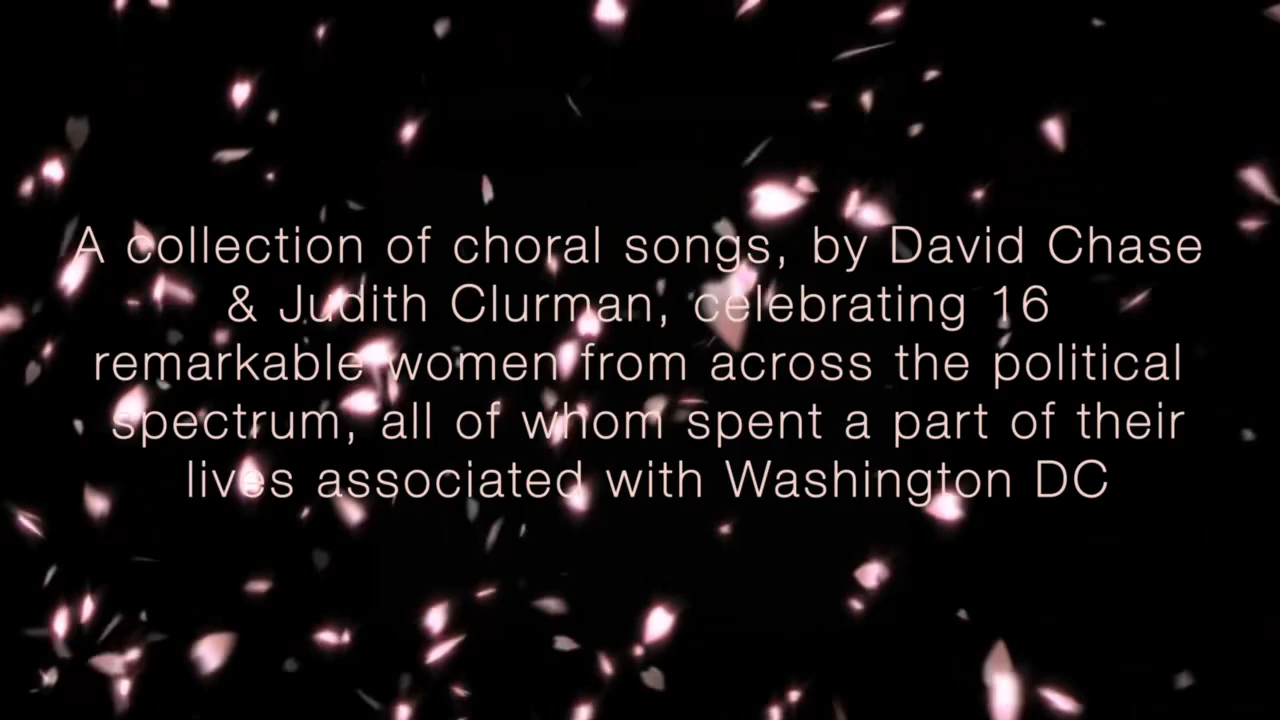 A collection of choral songs, by David Chase
& Judith Clurman, celebrating 16
remarkable women from across the political
spectrum, all of whom spent a part of their
lives associated with Washington DC